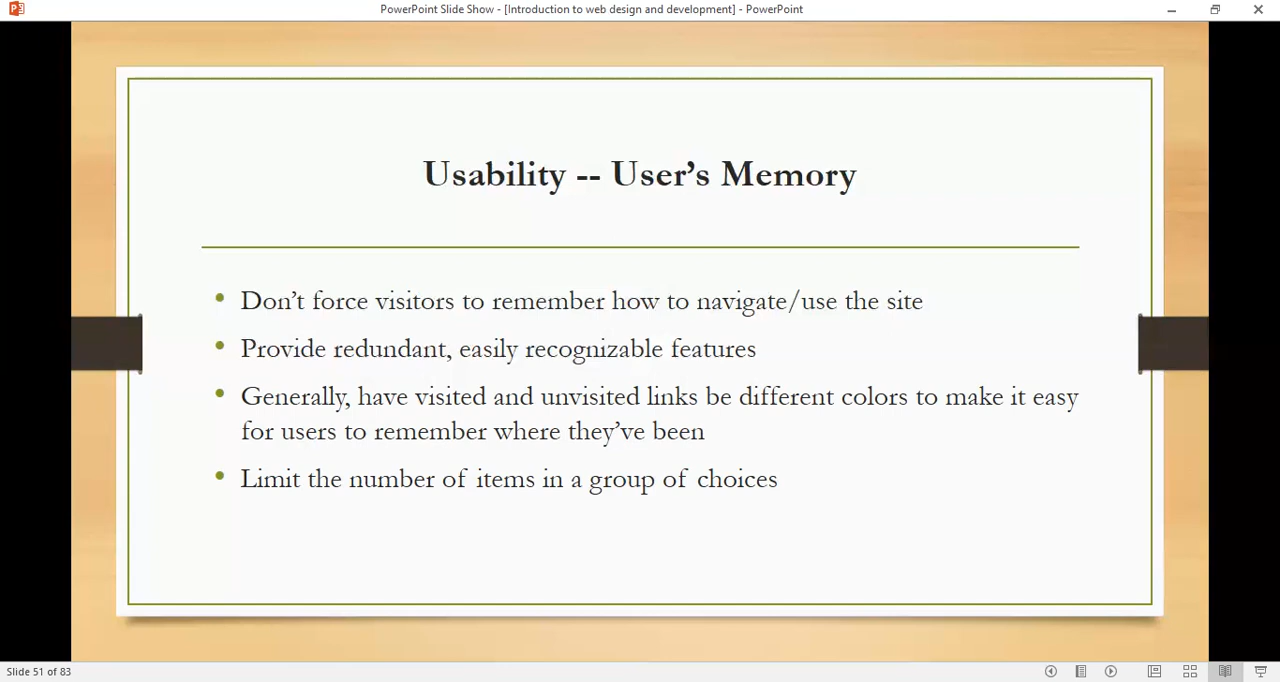 PowerPoint Slide Show - [Introduction to web design and development] - PowerPoint
Usability -- User’s Memory
• Don’t force visitors to remember how to navigate/use the site
• Provide redundant, easily recognizable features
• Generally, have visited and unvisited links be different colors to make it easy
for users to remember where they’ve been
• Limit the number of items in a group of choices
Slide 51 of 83